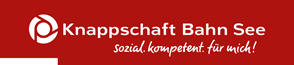 Knappschaft Bahn See
sozial. kompetent. für mich!